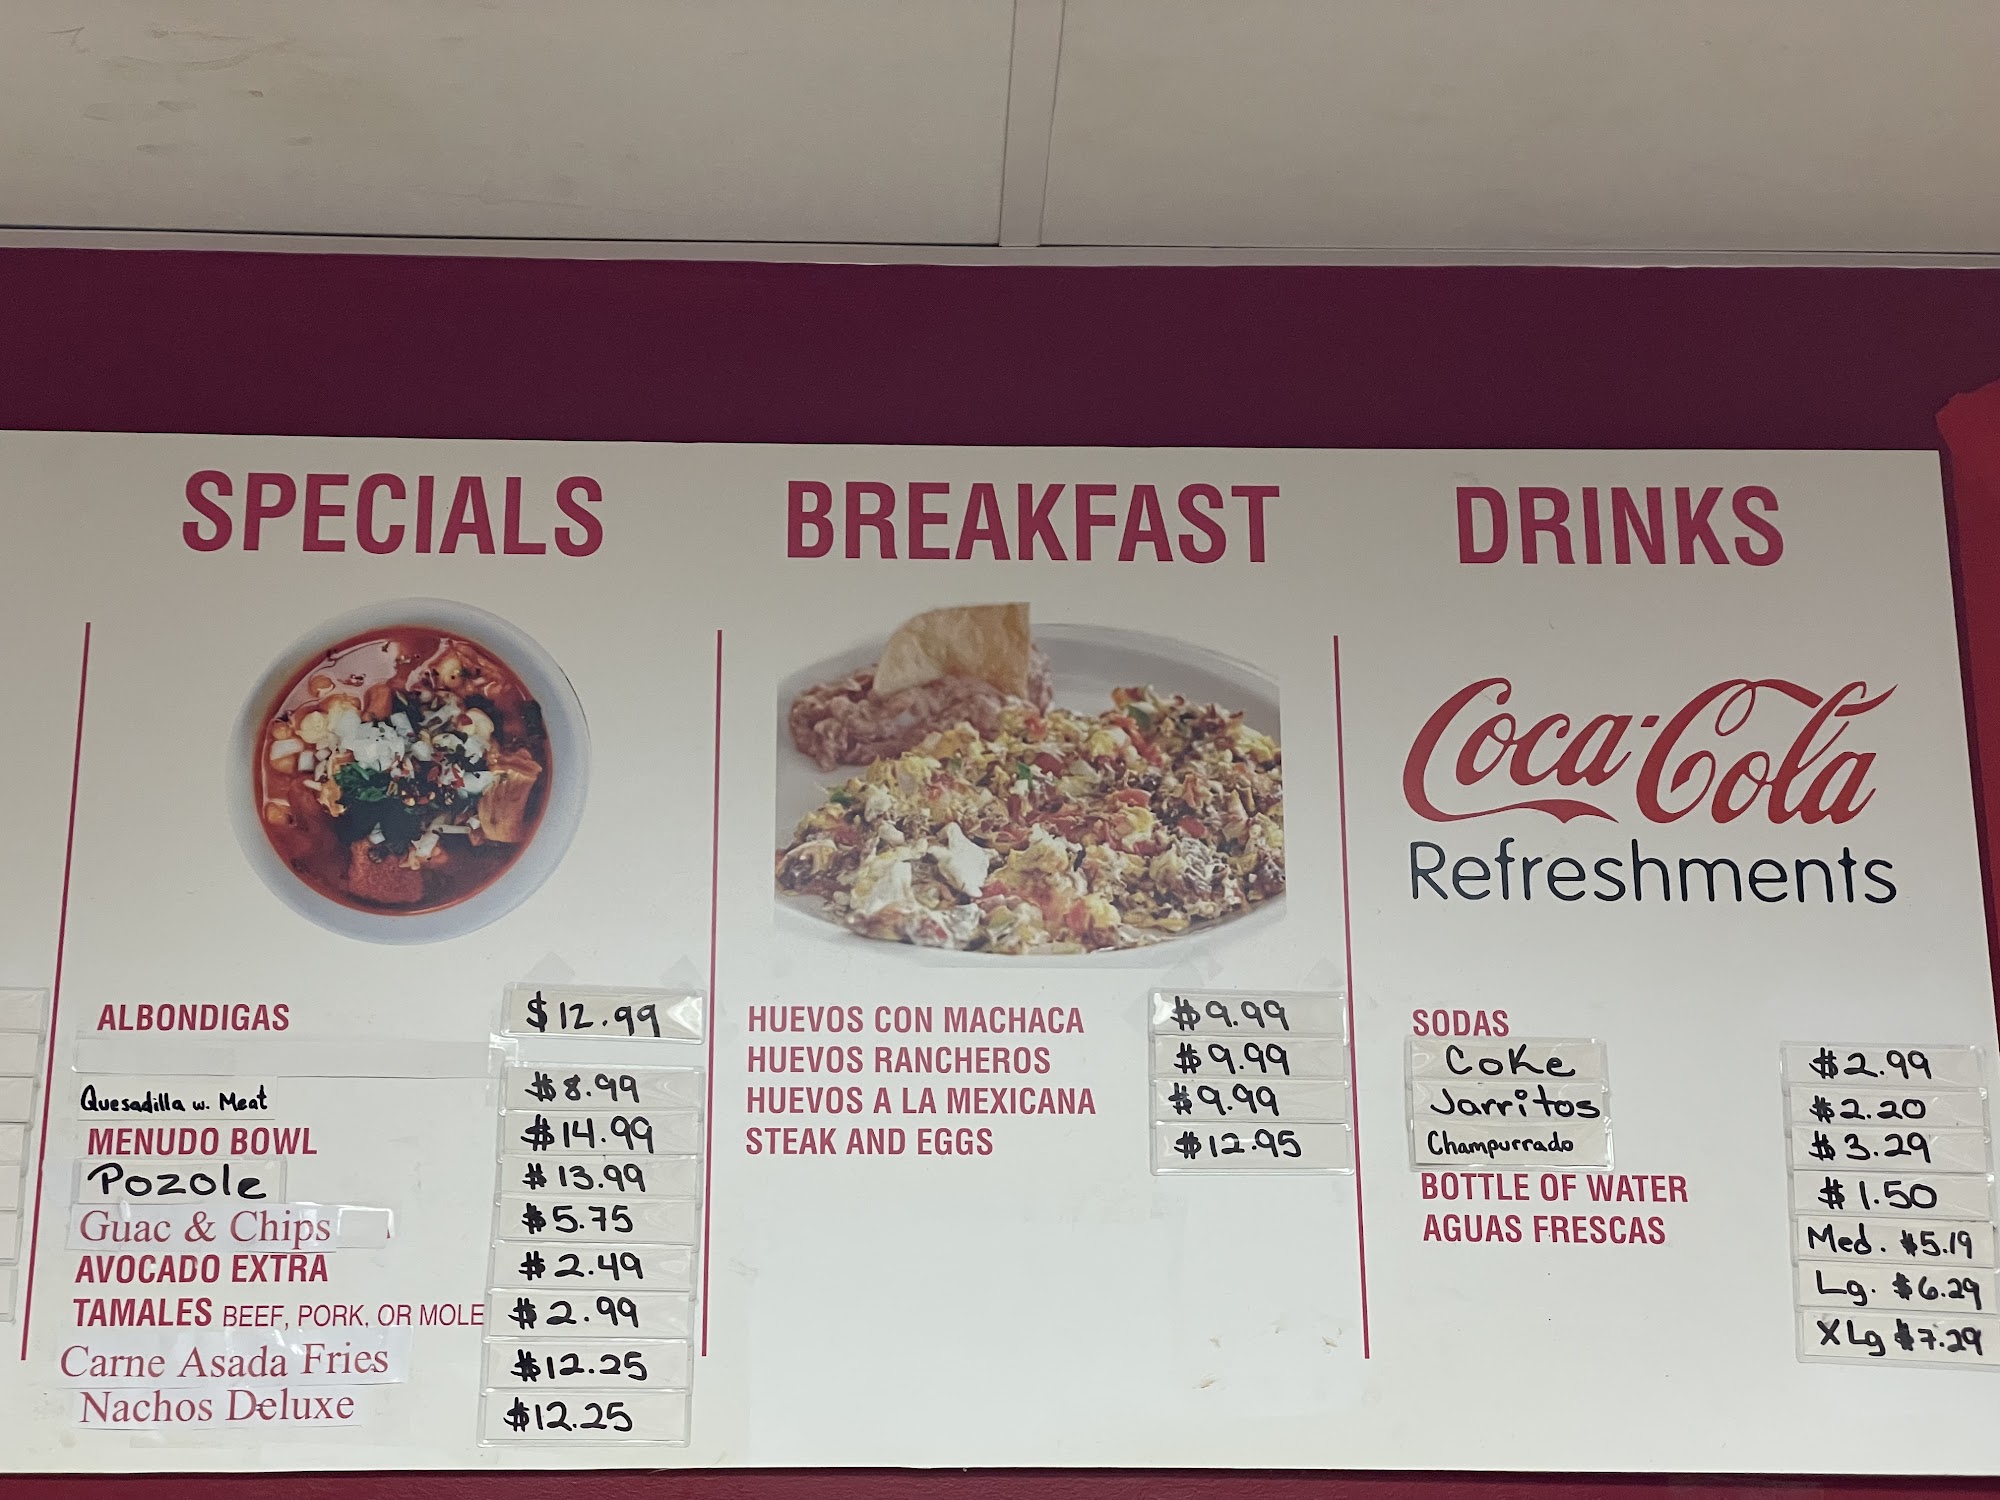 SPECIALS
ALBONDIGAS $12.99
Quesadilla w. Meat $8.99
MENUDO BOWL $14.99
Pozole $13.99
Guac & Chips $5.75
AVOCADO EXTRA $2.49
TAMALES BEEF, PORK, OR MOLE $2.99
Carne Asada Fries $12.25
Nachos Deluxe $12.25
BREAKFAST
HUEVOS CON MACHACA $9.99
HUEVOS RANCHEROS $9.99
HUEVOS A LA MEXICANA $9.99
STEAK AND EGGS $12.95
DRINKS
Coca-Cola
Refreshments
SODAS
Coke $2.99
Jarritos $2.20
Champurrado $3.29
BOTTLE OF WATER $1.50
AGUAS FRESCAS Med. $5.19
Lg. $6.29
XLg $7.29